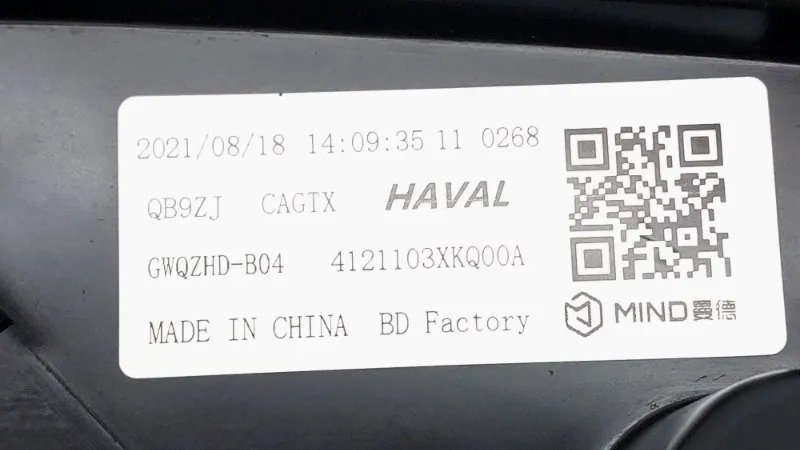 2021/08/18 14:09:35 11 0268
QB9ZJ CAGTX HAVAL
GWQZHD-B04 4121103XKQ00A
MADE IN CHINA BD Factory
MIND曼德